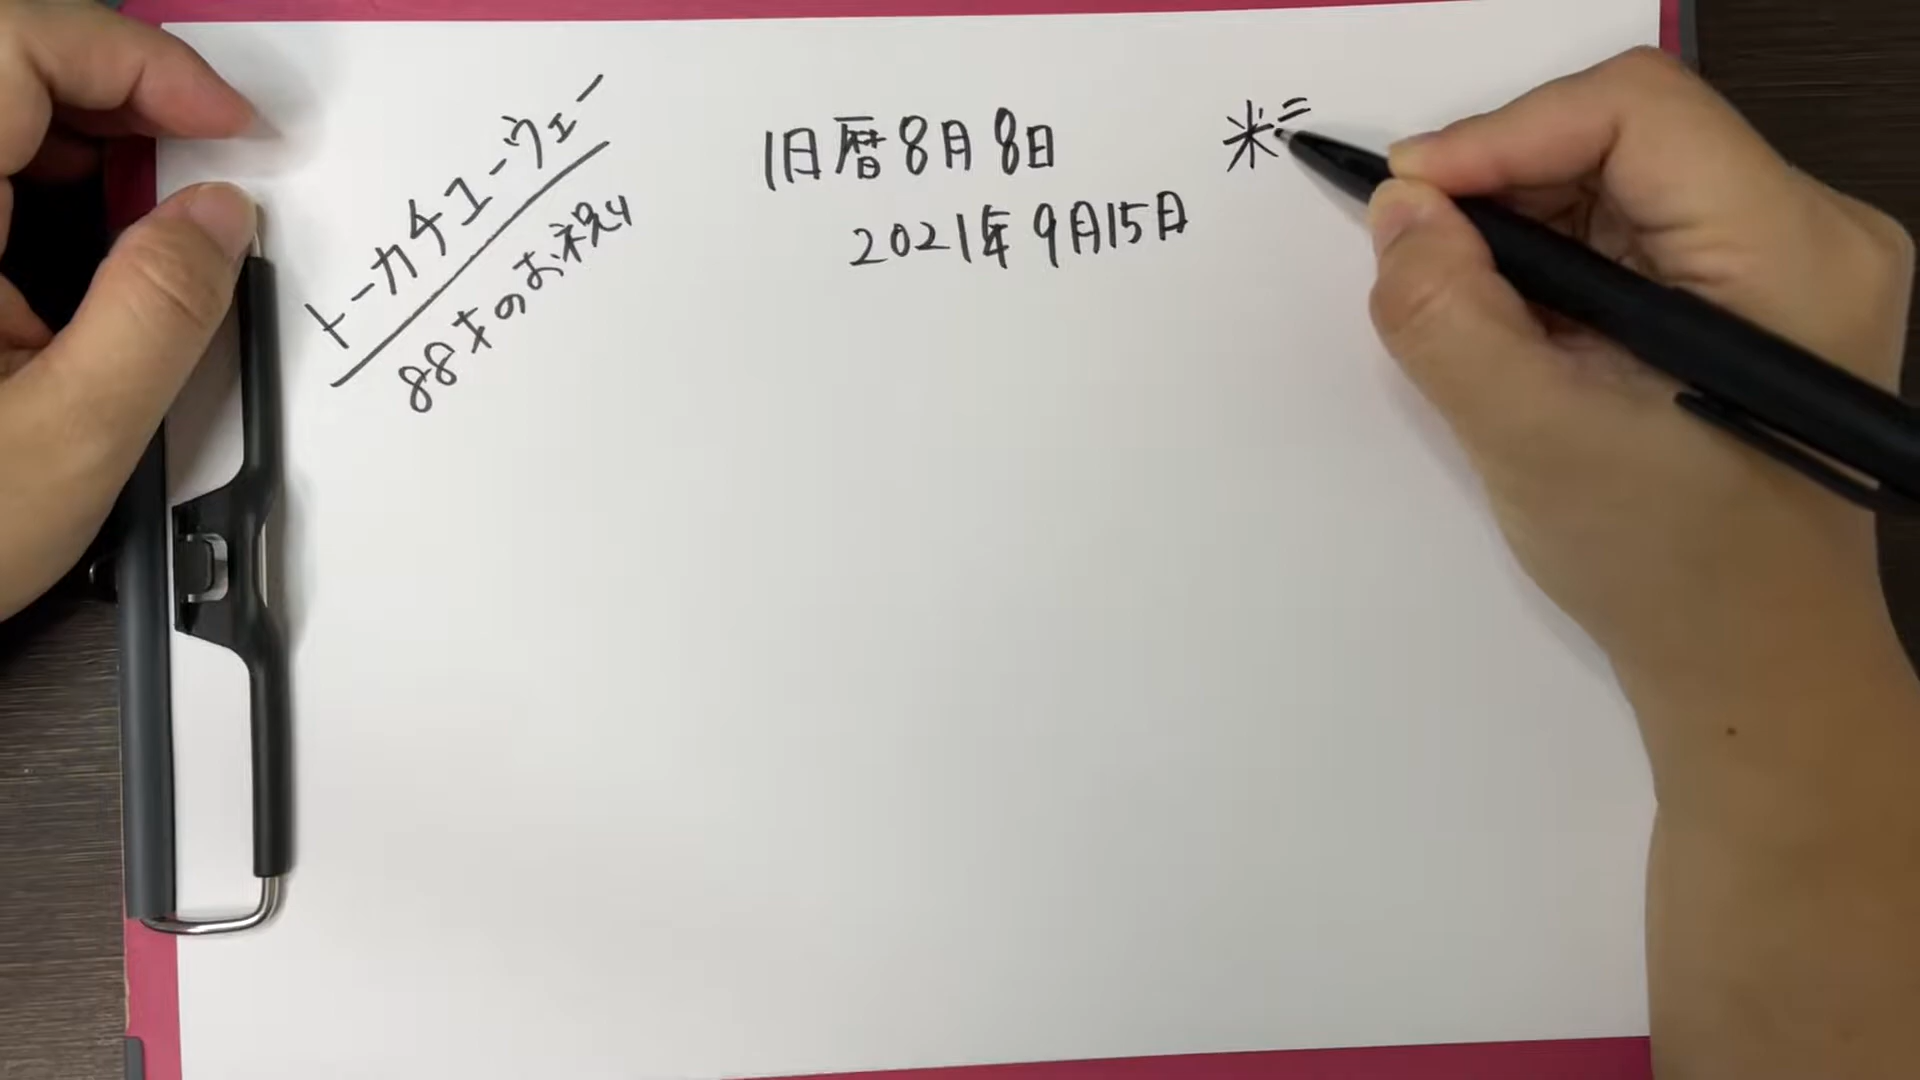 トーカチユーヴェー
88才のお祝い
旧暦8月8日
2021年9月15日
米